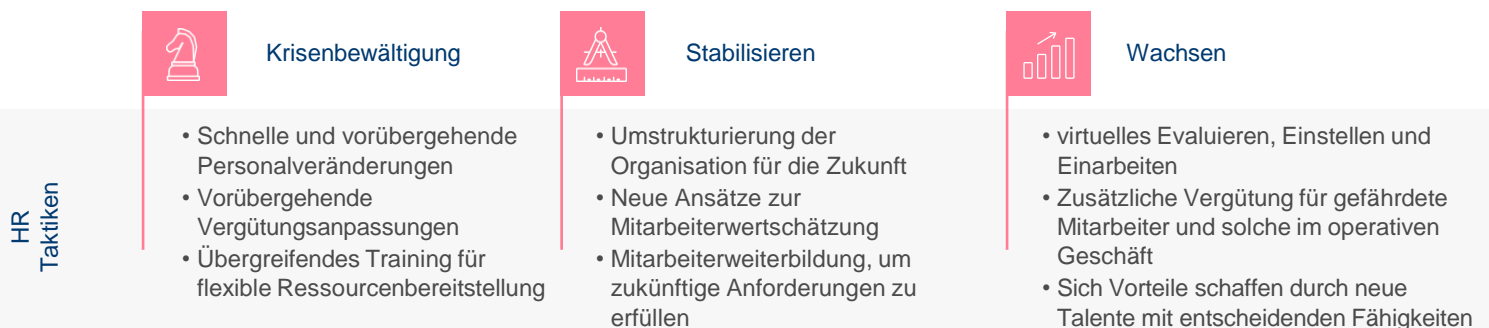 Krisenbewältigung
Stabilisieren
Wachsen
HR
Taktiken
• Schnelle und vorübergehende
Personalveränderungen
• Vorübergehende
Vergütungsanpassungen
• Übergreifendes Training für
flexible Ressourcenbereitstellung
• Umstrukturierung der
Organisation für die Zukunft
• Neue Ansätze zur
Mitarbeiterwertschätzung
• Mitarbeiterweiterbildung, um
zukünftige Anforderungen zu
erfüllen
• virtuelles Evaluieren, Einstellen und
Einarbeiten
• Zusätzliche Vergütung für gefährdete
Mitarbeiter und solche im operativen
Geschäft
• Sich Vorteile schaffen durch neue
Talente mit entscheidenden Fähigkeiten